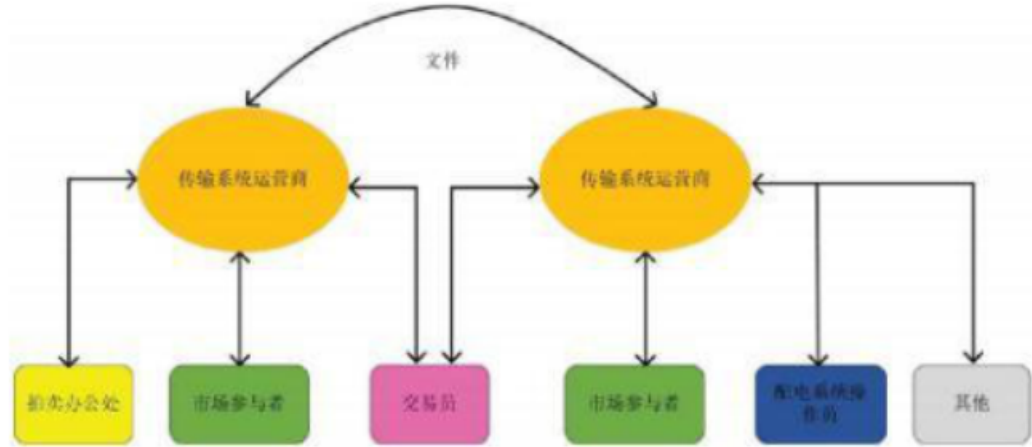 文件
传输系统运营商
传输系统运营商
拍卖办公处
市场参与者
交易员
市场参与者
配电系统操
作员
其他